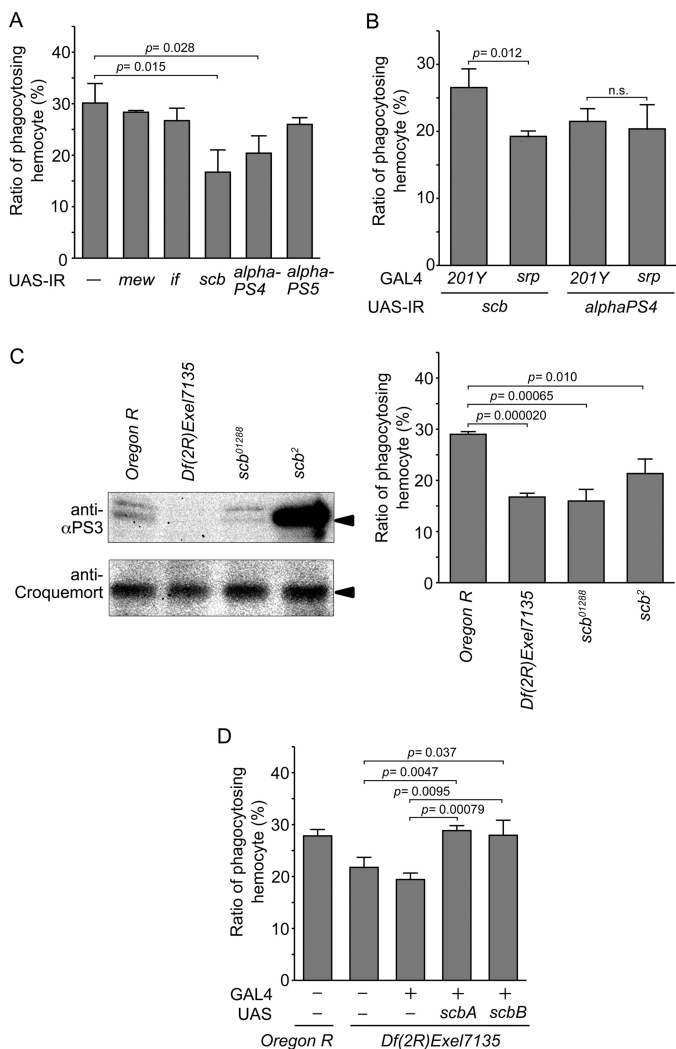 A
Ratio of phagocytosing
hemocyte (%)
40
30
20
10
0
p= 0.028
p= 0.015
UAS-IR
—
mew
if
scb
alpha-
PS4
alpha-
PS5
B
Ratio of phagocytosing
hemocyte (%)
30
20
10
0
p= 0.012
n.s.
GAL4
201Y
srp
201Y
srp
UAS-IR
scb
alphaPS4
C
Oregon R
Df(2R)Exel7135
scb01288
scb2
anti-
αPS3
anti-
Croquemort
Ratio of phagocytosing
hemocyte (%)
40
30
20
10
0
p= 0.010
p= 0.00065
p= 0.000020
Oregon R
Df(2R)Exel7135
scb01288
scb2
D
Ratio of phagocytosing
hemocyte (%)
40
30
20
10
0
p= 0.037
p= 0.0047
p= 0.0095
p= 0.00079
GAL4 – – + + +
UAS – – – scbA scbB
Oregon R Df(2R)Exel7135